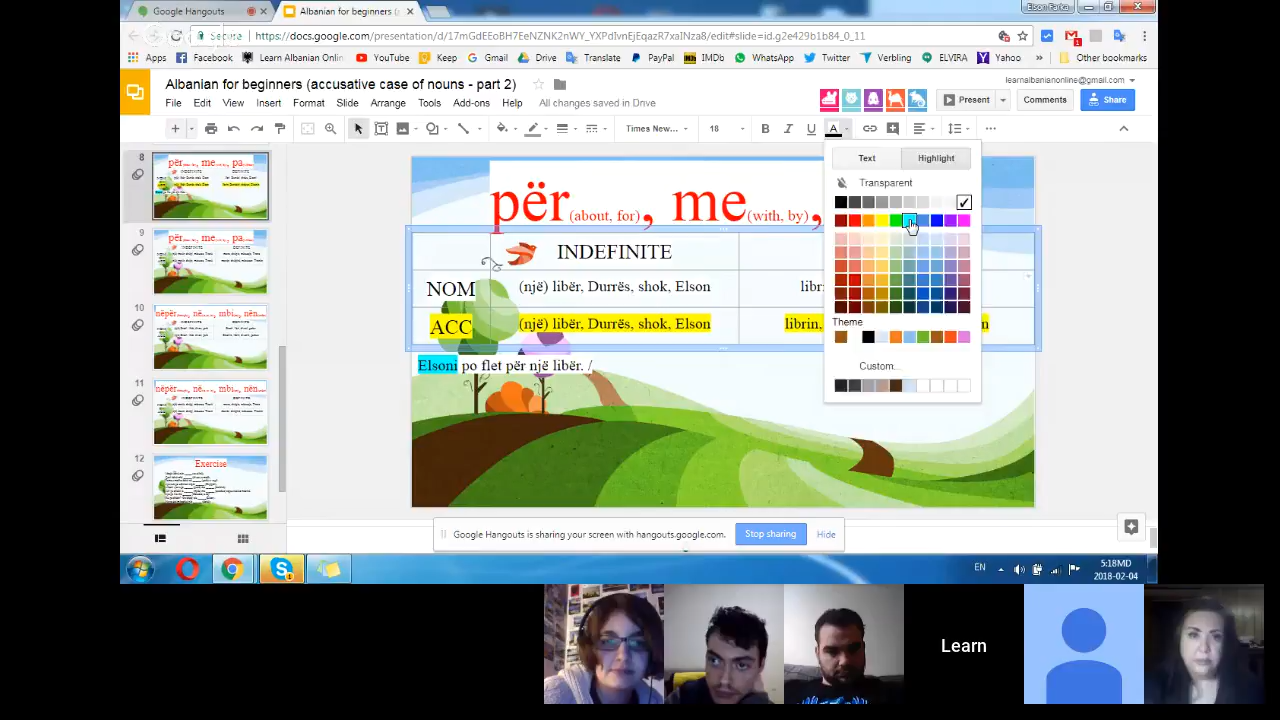 Google Hangouts
Albanian for beginners (
Elson Farka
Secure
https://docs.google.com/presentation/d/17mGdEEoBH7EeNZNK2nWY_YXPdIvnEjEqazR7xaINza8/edit#slide=id.g2e429b1b84_0_11
Apps Facebook Learn Albanian Onlin YouTube Keep Gmail Drive Translate PayPal IMDb WhatsApp Twitter Verbling ELVIRA Yahoo » Other bookmarks
Albanian for beginners (accusative case of nouns - part 2)
learnalbanianonline@gmail.com
File Edit View Insert Format Slide Arrange Tools Add-ons Help All changes saved in Drive
Present Comments Share
Times New... 18 B I U A
Text Highlight
Transparent
Theme
Custom...
8
9
10
11
12
Exercise
për(about, for), me(with, by),
INDEFINITE
NOM (një) libër, Durrës, shok, Elson libr
ACC (një) libër, Durrës, shok, Elson librin, n
Elsoni po flet për një libër. /
Google Hangouts is sharing your screen with hangouts.google.com. Stop sharing Hide
EN
5:18MD
2018-02-04
Learn